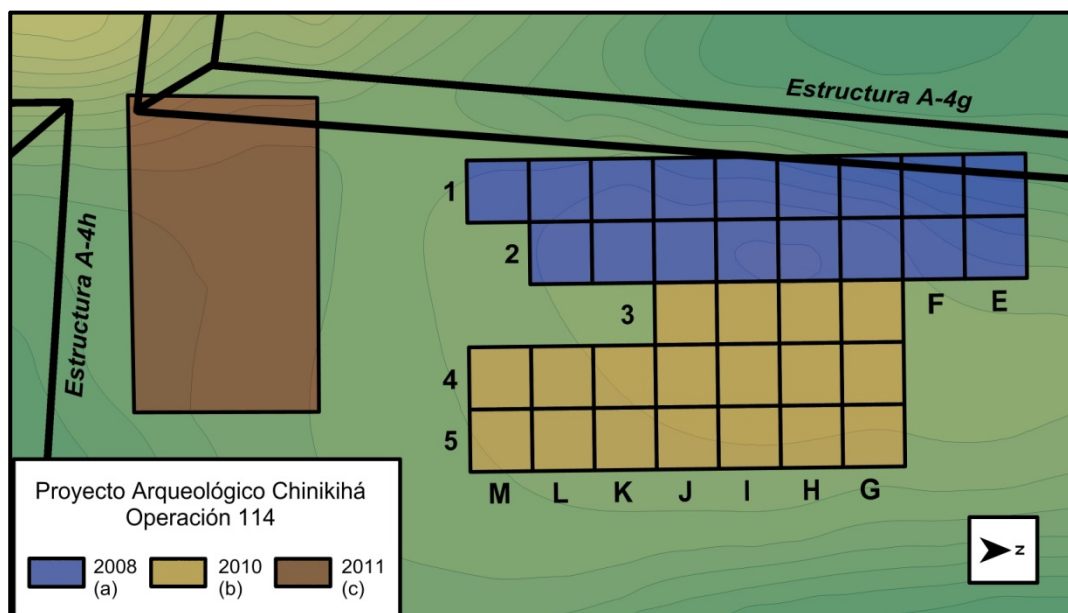 Estructura A-4g
Estructura A-4h
1
2
F E
3
4
5
M L K J I H G
Proyecto Arqueológico Chinikihá
Operación 114
2008 2010 2011
(a) (b) (c)
N